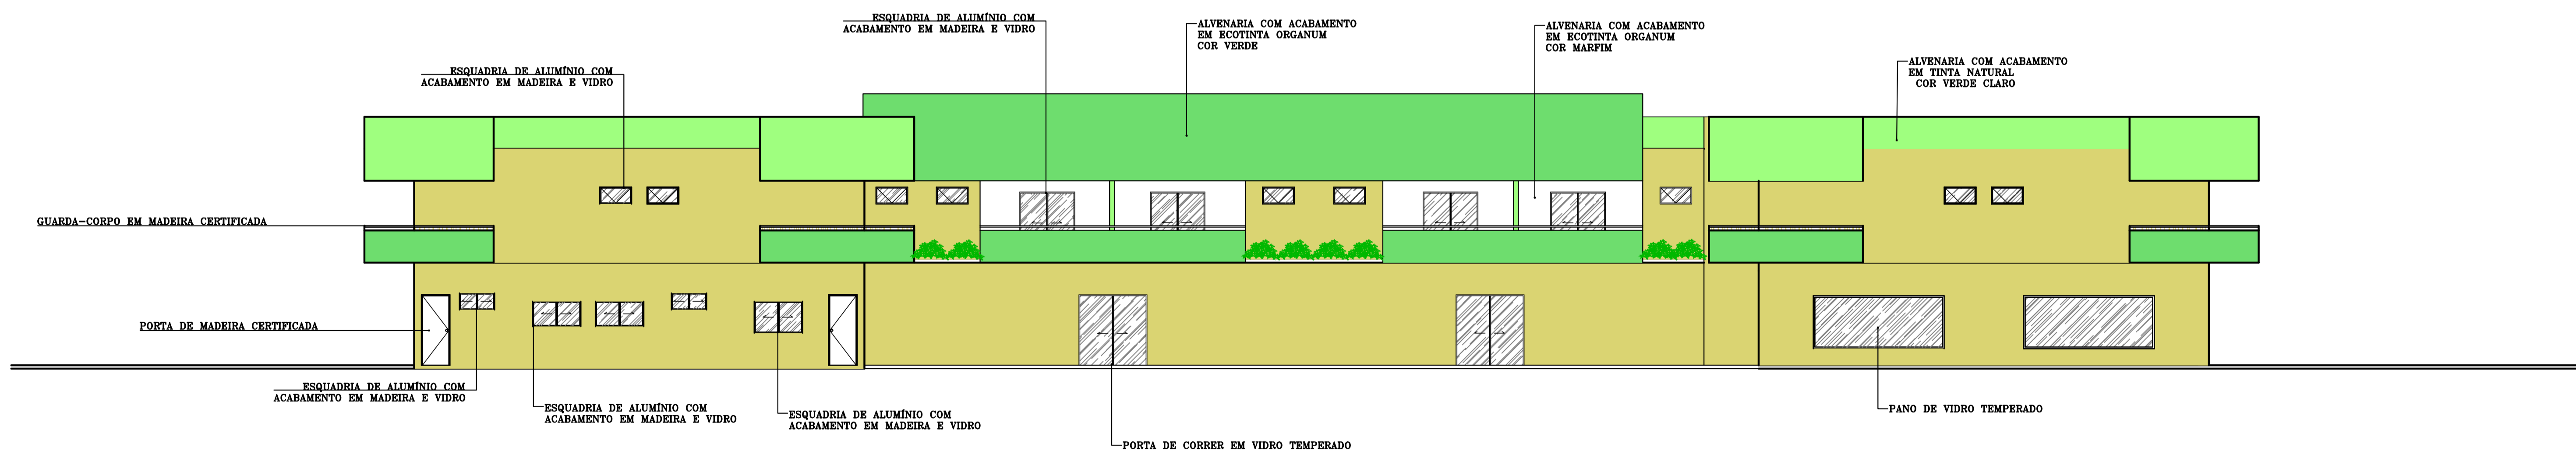 ESQUADRIA DE ALUMÍNIO COM
ACABAMENTO EM MADEIRA E VIDRO
ALVENARIA COM ACABAMENTO
EM ECOTINTA ORGANUM
COR VERDE
ALVENARIA COM ACABAMENTO
EM ECOTINTA ORGANUM
COR MARFIM
ESQUADRIA DE ALUMÍNIO COM
ACABAMENTO EM MADEIRA E VIDRO
ALVENARIA COM ACABAMENTO
EM TINTA NATURAL
COR VERDE CLARO
GUARDA-CORPO EM MADEIRA CERTIFICADA
PORTA DE MADEIRA CERTIFICADA
ESQUADRIA DE ALUMÍNIO COM
ACABAMENTO EM MADEIRA E VIDRO
ESQUADRIA DE ALUMÍNIO COM
ACABAMENTO EM MADEIRA E VIDRO
ESQUADRIA DE ALUMÍNIO COM
ACABAMENTO EM MADEIRA E VIDRO
PORTA DE CORRER EM VIDRO TEMPERADO
PANO DE VIDRO TEMPERADO